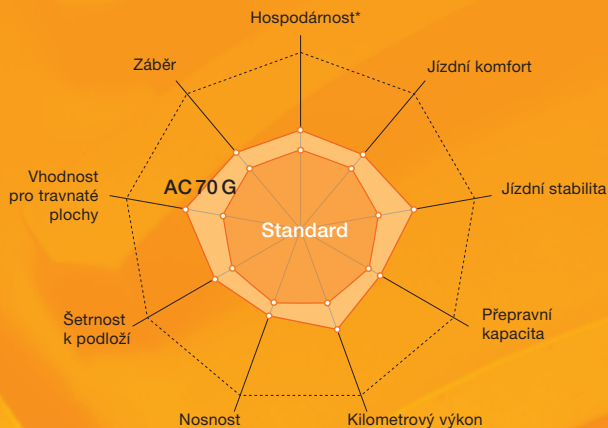 Hospodárnost*
Záběr
Jízdní komfort
Vhodnost
pro travnaté
plochy
AC 70 G
Jízdní stabilita
Standard
Šetrnost
k podloží
Přepravní
kapacita
Nosnost
Kilometrový výkon